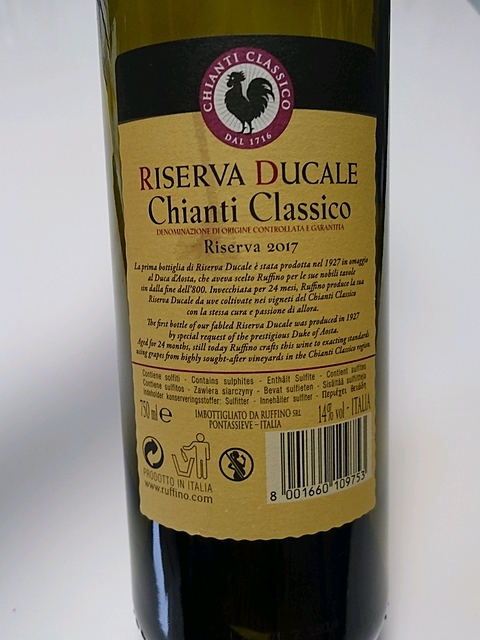 CHIANTI CLASSICO
DAL 1716
RISERVA DUCALE
Chianti Classico
DENOMINAZIONE DI ORIGINE CONTROLLATA E GARANTITA
Riserva 2017
La prima bottiglia di Riserva Ducale è stata prodotta nel 1927 in omaggio
al Duca d'Aosta, che aveva scelto Ruffino per le sue nobili tavole
sin dalla fine dell'800. Invecchiata per 24 mesi, Ruffino produce la sua
Riserva Ducale da uve coltivate nei vigneti del Chianti Classico
con la stessa cura e passione di allora.
The first bottle of our fabled Riserva Ducale was produced in 1927
by special request of the prestigious Duke of Aosta.
Aged for 24 months, still today Ruffino crafts this wine to exacting standards
using grapes from highly sought-after vineyards in the Chianti Classico region.
Contiene solfiti - Contains sulphites - Enthält Sulfite - Contient sulfites
Contiene sulfitos - Zawiera siarczyny - Bevat sulfieten - Sisältää sulfiitteja
Indeholder konserveringsstoffer: Sulfitter - Innehåller sulfiter - Περιέχει θειώδη
750 ml e
IMBOTTIGLIATO DA RUFFINO SRL
PONTASSIEVE - ITALIA
14% vol - ITALIA
PRODOTTO IN ITALIA
www.ruffino.com
8 001660 109753